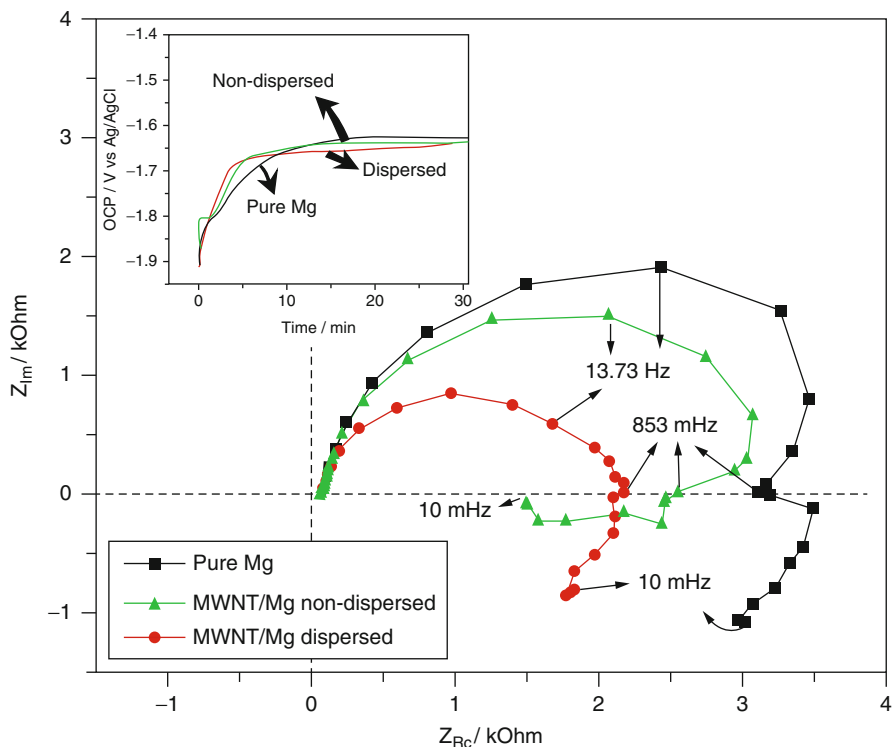 4
3
2
1
0
−1
Z_Im / kOhm
−1.4
−1.5
−1.6
−1.7
−1.8
−1.9
OCP / V vs Ag/AgCl
Non-dispersed
Dispersed
Pure Mg
0 10 20 30
Time / min
13.73 Hz
853 mHz
10 mHz
10 mHz
Pure Mg
MWNT/Mg non-dispersed
MWNT/Mg dispersed
−1 0 1 2 3 4
Z_Rc / kOhm